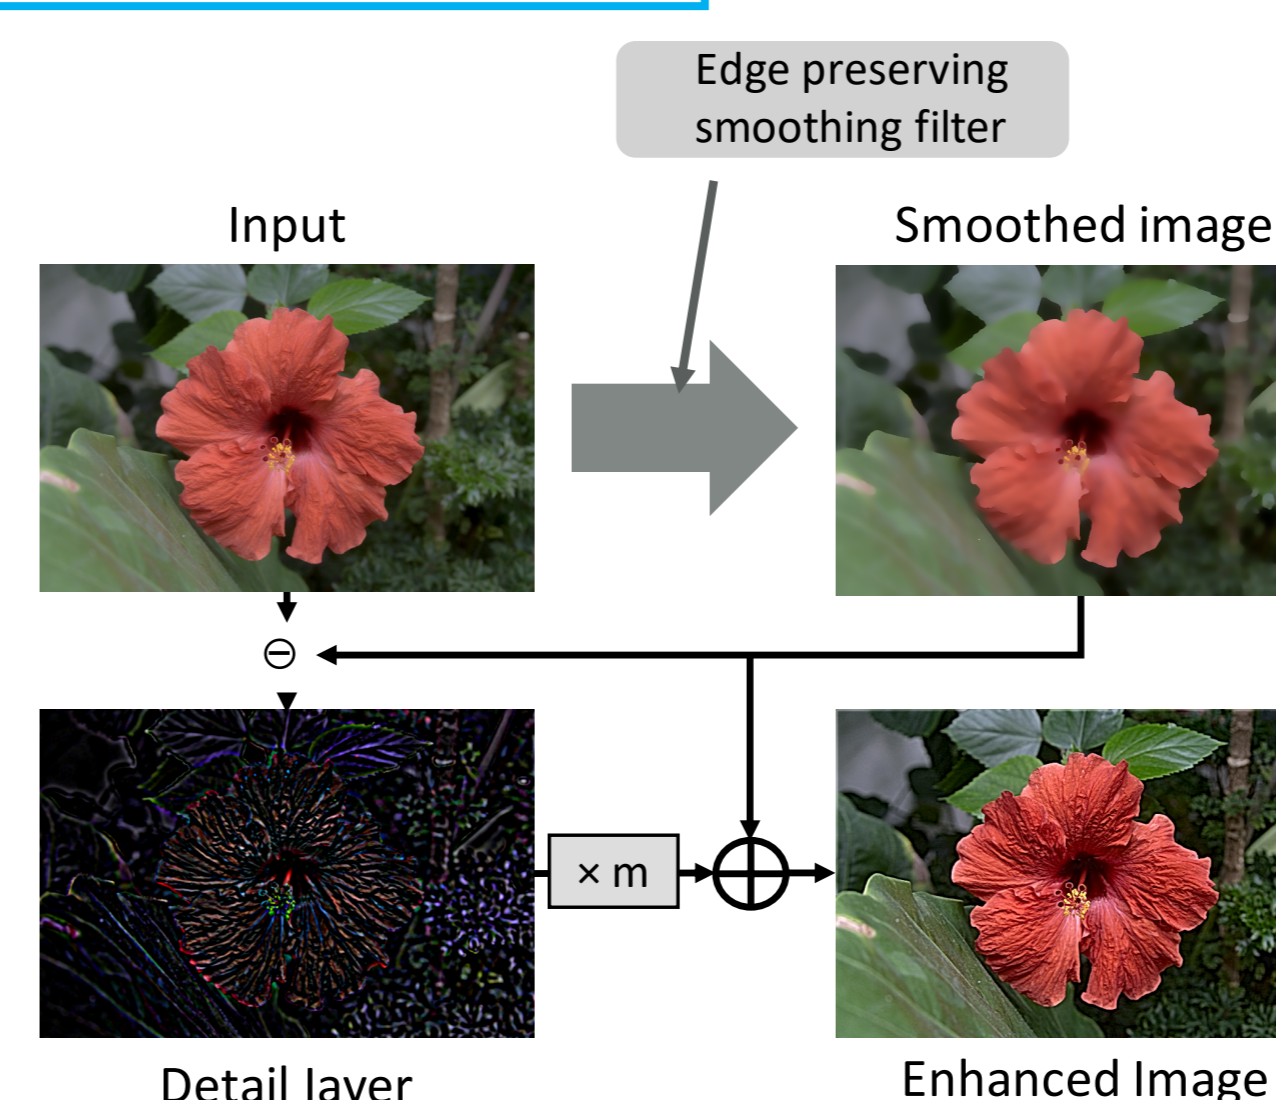 Edge preserving
smoothing filter
Input
Smoothed image
× m
Detail layer
Enhanced Image